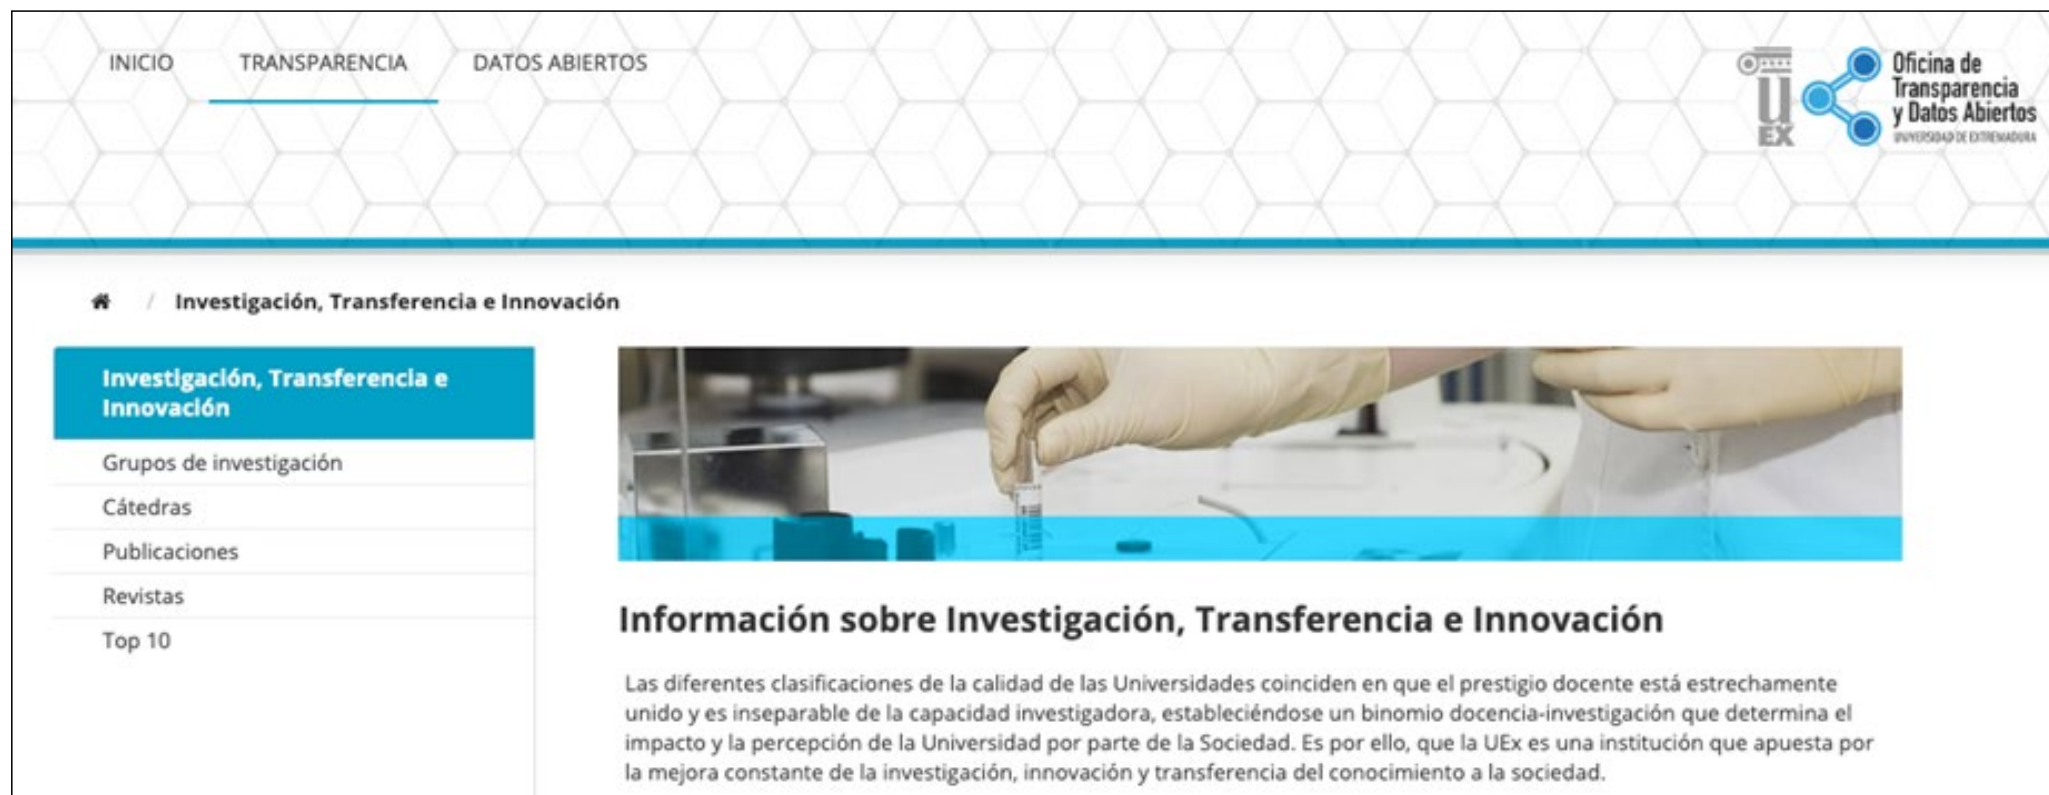 INICIO TRANSPARENCIA DATOS ABIERTOS
UEX
Oficina de
Transparencia
y Datos Abiertos
UNIVERSIDAD DE EXTREMADURA
/ Investigación, Transferencia e Innovación
Investigación, Transferencia e
Innovación
Grupos de investigación
Cátedras
Publicaciones
Revistas
Top 10
Información sobre Investigación, Transferencia e Innovación
Las diferentes clasificaciones de la calidad de las Universidades coinciden en que el prestigio docente está estrechamente
unido y es inseparable de la capacidad investigadora, estableciéndose un binomio docencia-investigación que determina el
impacto y la percepción de la Universidad por parte de la Sociedad. Es por ello, que la UEx es una institución que apuesta por
la mejora constante de la investigación, innovación y transferencia del conocimiento a la sociedad.